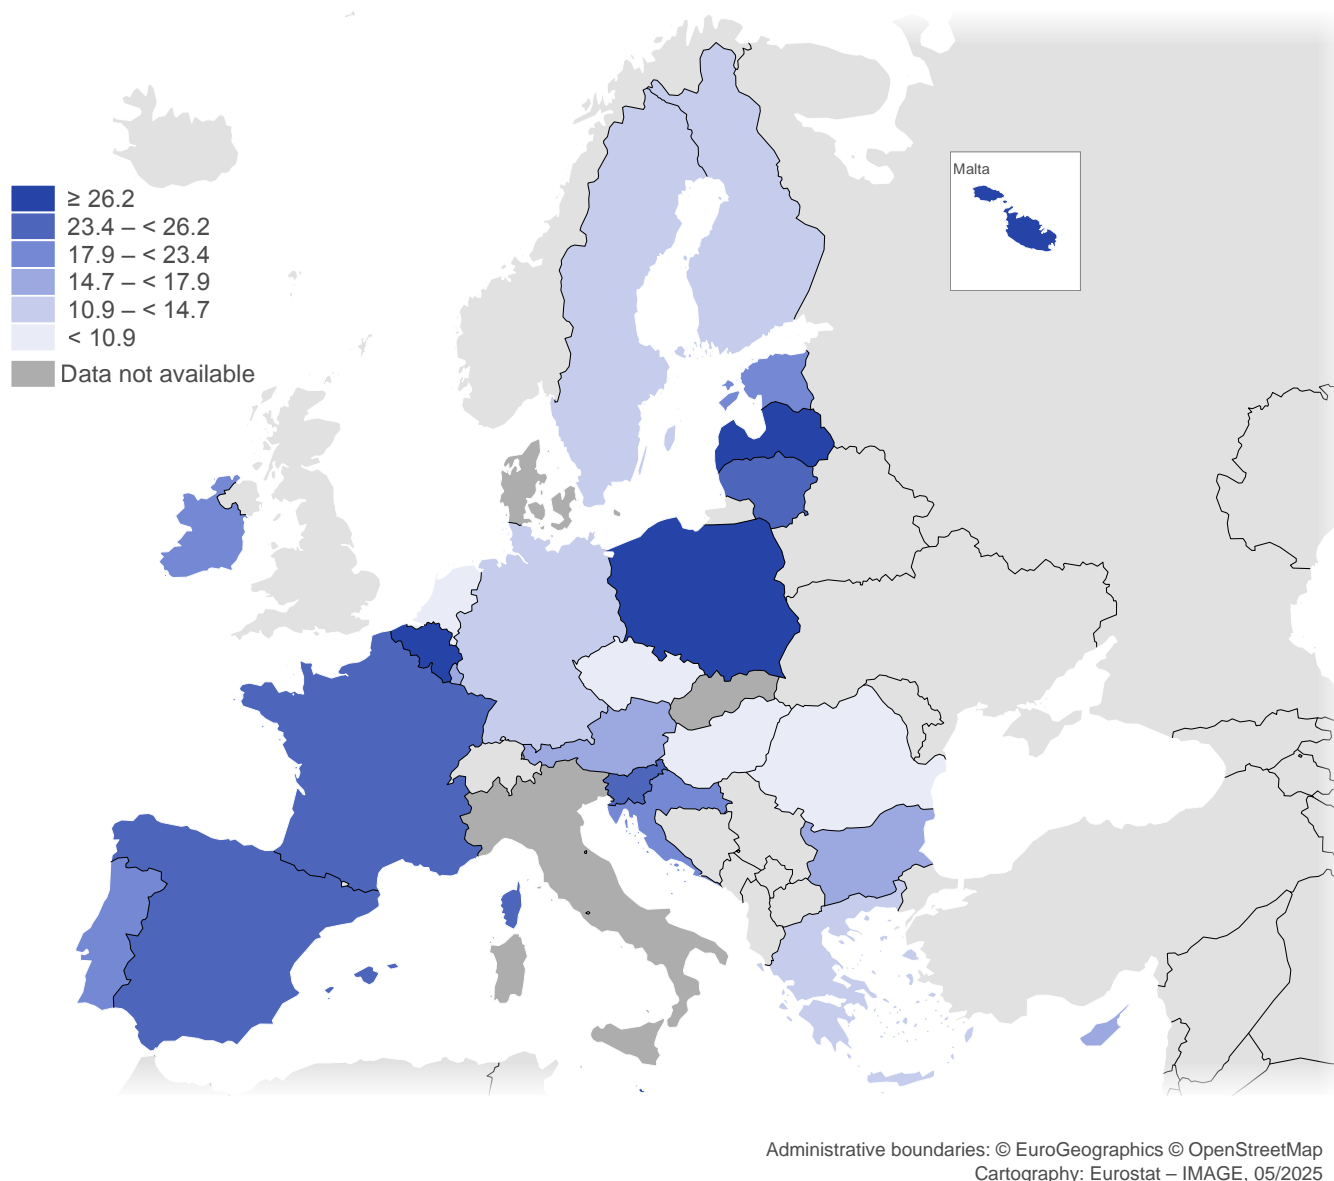 Malta
≥ 26.2
23.4 – < 26.2
17.9 – < 23.4
14.7 – < 17.9
10.9 – < 14.7
< 10.9
Data not available
Administrative boundaries: © EuroGeographics © OpenStreetMap
Cartography: Eurostat – IMAGE, 05/2025